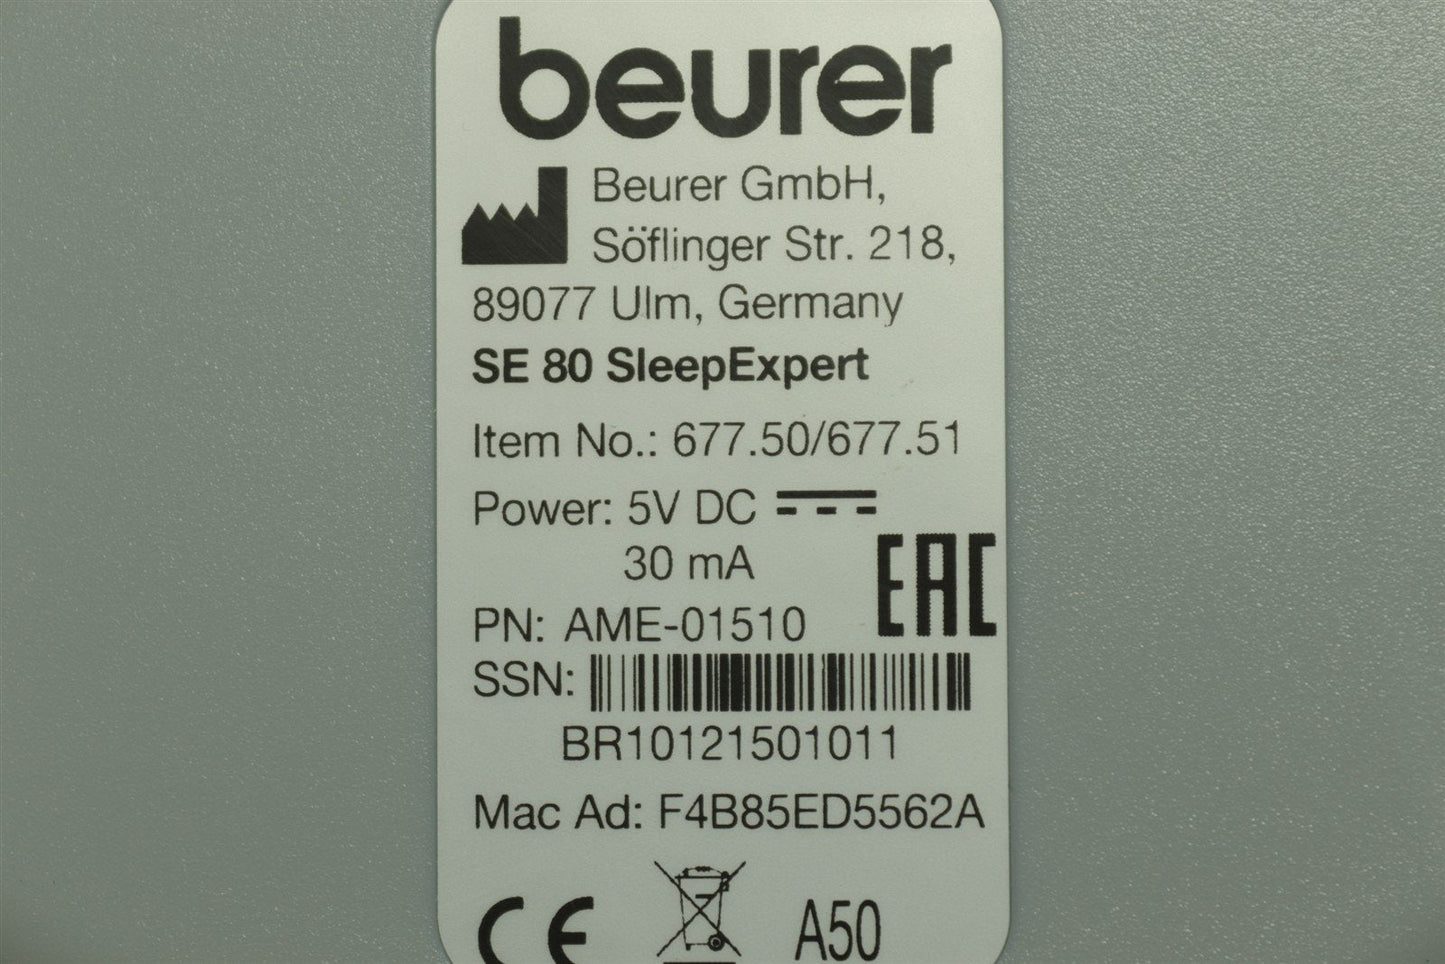 beurer
Beurer GmbH,
Söflinger Str. 218,
89077 Ulm, Germany
SE 80 SleepExpert
Item No.: 677.50/677.51
Power: 5V DC
30 mA
EAC
PN: AME-01510
SSN:
BR10121501011
Mac Ad: F4B85ED5562A
CE
A50